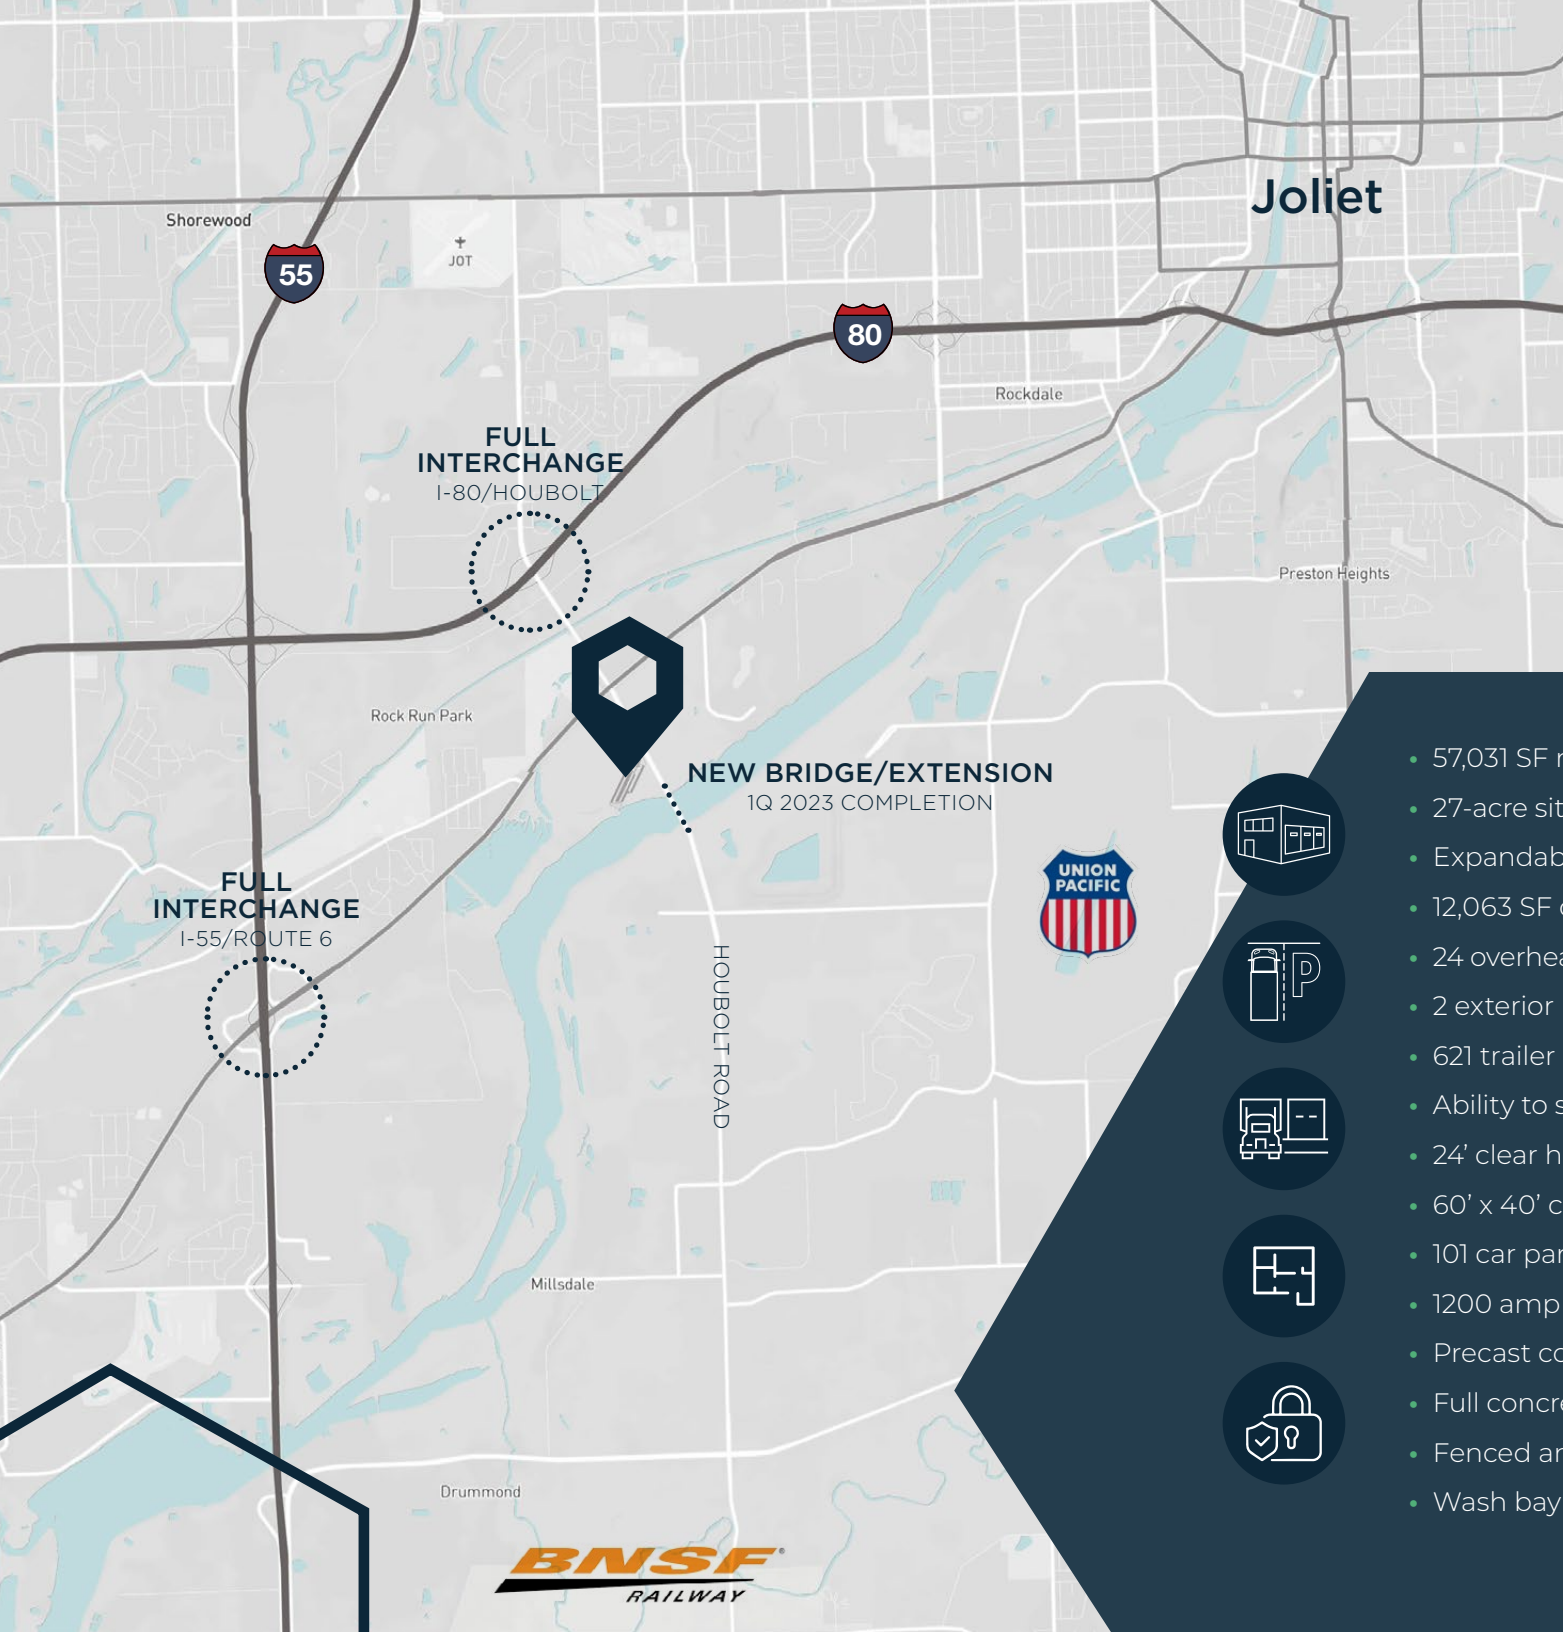 Joliet
Shorewood
55
JOT
80
Rockdale
FULL
INTERCHANGE
I-80/HOUBOLT
Preston Heights
Rock Run Park
NEW BRIDGE/EXTENSION
1Q 2023 COMPLETION
UNION
PACIFIC
FULL
INTERCHANGE
I-55/ROUTE 6
HOUBOLT ROAD
Millsdale
Drummond
BNSF
RAILWAY
P
• 57,031 SF
• 27-acre
• Expandab
• 12,063 SF
• 24 overhea
• 2 exterior
• 621 trailer
• Ability to
• 24’ clear
• 60’ x 40’
• 101 car
• 1200 amp
• Precast
• Full
• Fenced
• Wash bay